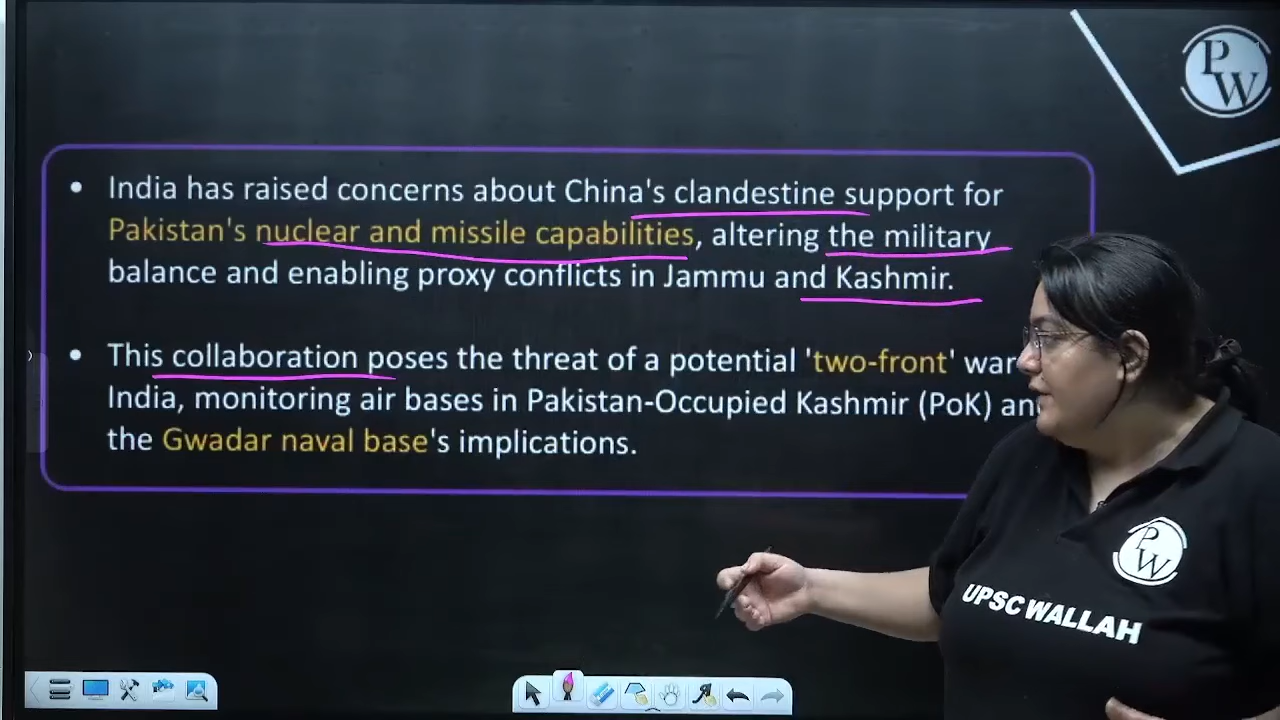 PW
India has raised concerns about China's clandestine support for
Pakistan's nuclear and missile capabilities, altering the military
balance and enabling proxy conflicts in Jammu and Kashmir.
This collaboration poses the threat of a potential 'two-front' war
India, monitoring air bases in Pakistan-Occupied Kashmir (PoK)
the Gwadar naval base's implications.
PW
UPSC WALLAH